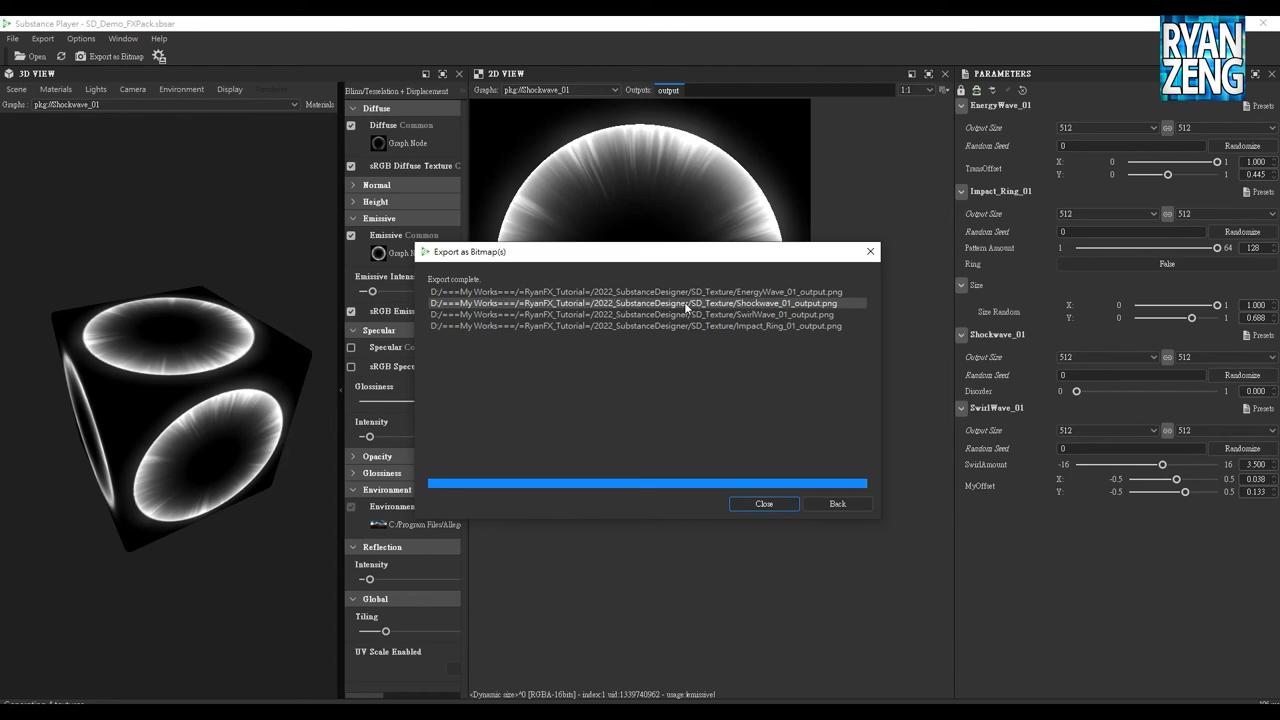 Substance Player - SD_Demo_FXPack.sbsar
File Export Options Window Help
Open Export as Bitmap
3D VIEW
Scene Materials Lights Camera Environment Display
Graphs : pkg://Shockwave_01 Materials
Blinn/Tesselation + Displacement
Diffuse
Diffuse Common
Graph Node
sRGB Diffuse Texture C
Normal
Height
Emissive
Emissive Common
Graph N
Emissive Intens
sRGB Emiss
Specular
Specular Co
sRGB Specu
Glossiness
Intensity
Opacity
Glossiness
Environment
Environmen
C:/Program Files/Alleg
Reflection
Intensity
Global
Tiling
UV Scale Enabled
2D VIEW
Graphs : pkg://Shockwave_01 Outputs: output 1:1
Export as Bitmap(s)
Export complete.
D:/===My Works===/=RyanFX_Tutorial=/2022_SubstanceDesigner/SD_Texture/EnergyWave_01_output.png
D:/===My Works===/=RyanFX_Tutorial=/2022_SubstanceDesigner/SD_Texture/Shockwave_01_output.png
D:/===My Works===/=RyanFX_Tutorial=/2022_SubstanceDesigner/SD_Texture/SwirlWave_01_output.png
D:/===My Works===/=RyanFX_Tutorial=/2022_SubstanceDesigner/SD_Texture/Impact_Ring_01_output.png
Close Back
<Dynamic size>^0 [RGBA-16bits] - index:1 uid:1339740962 - usage:[emissive]
RYAN
ZENG
PARAMETERS
EnergyWave_01 Presets
Output Size 512 512
Random Seed 0 Randomize
TransOffset
X: 0 1 1.000
Y: 0 1 0.445
Impact_Ring_01 Presets
Output Size 512 512
Random Seed 0 Randomize
Pattern Amount 1 64 128
Ring False
Size
Size Random
X: 0 1 1.000
Y: 0 1 0.688
Shockwave_01 Presets
Output Size 512 512
Random Seed 0 Randomize
Disorder 0 1 0.000
SwirlWave_01 Presets
Output Size 512 512
Random Seed 0 Randomize
SwirlAmount -16 16 3.500
MyOffset
X: -0.5 0.5 0.038
Y: -0.5 0.5 0.133